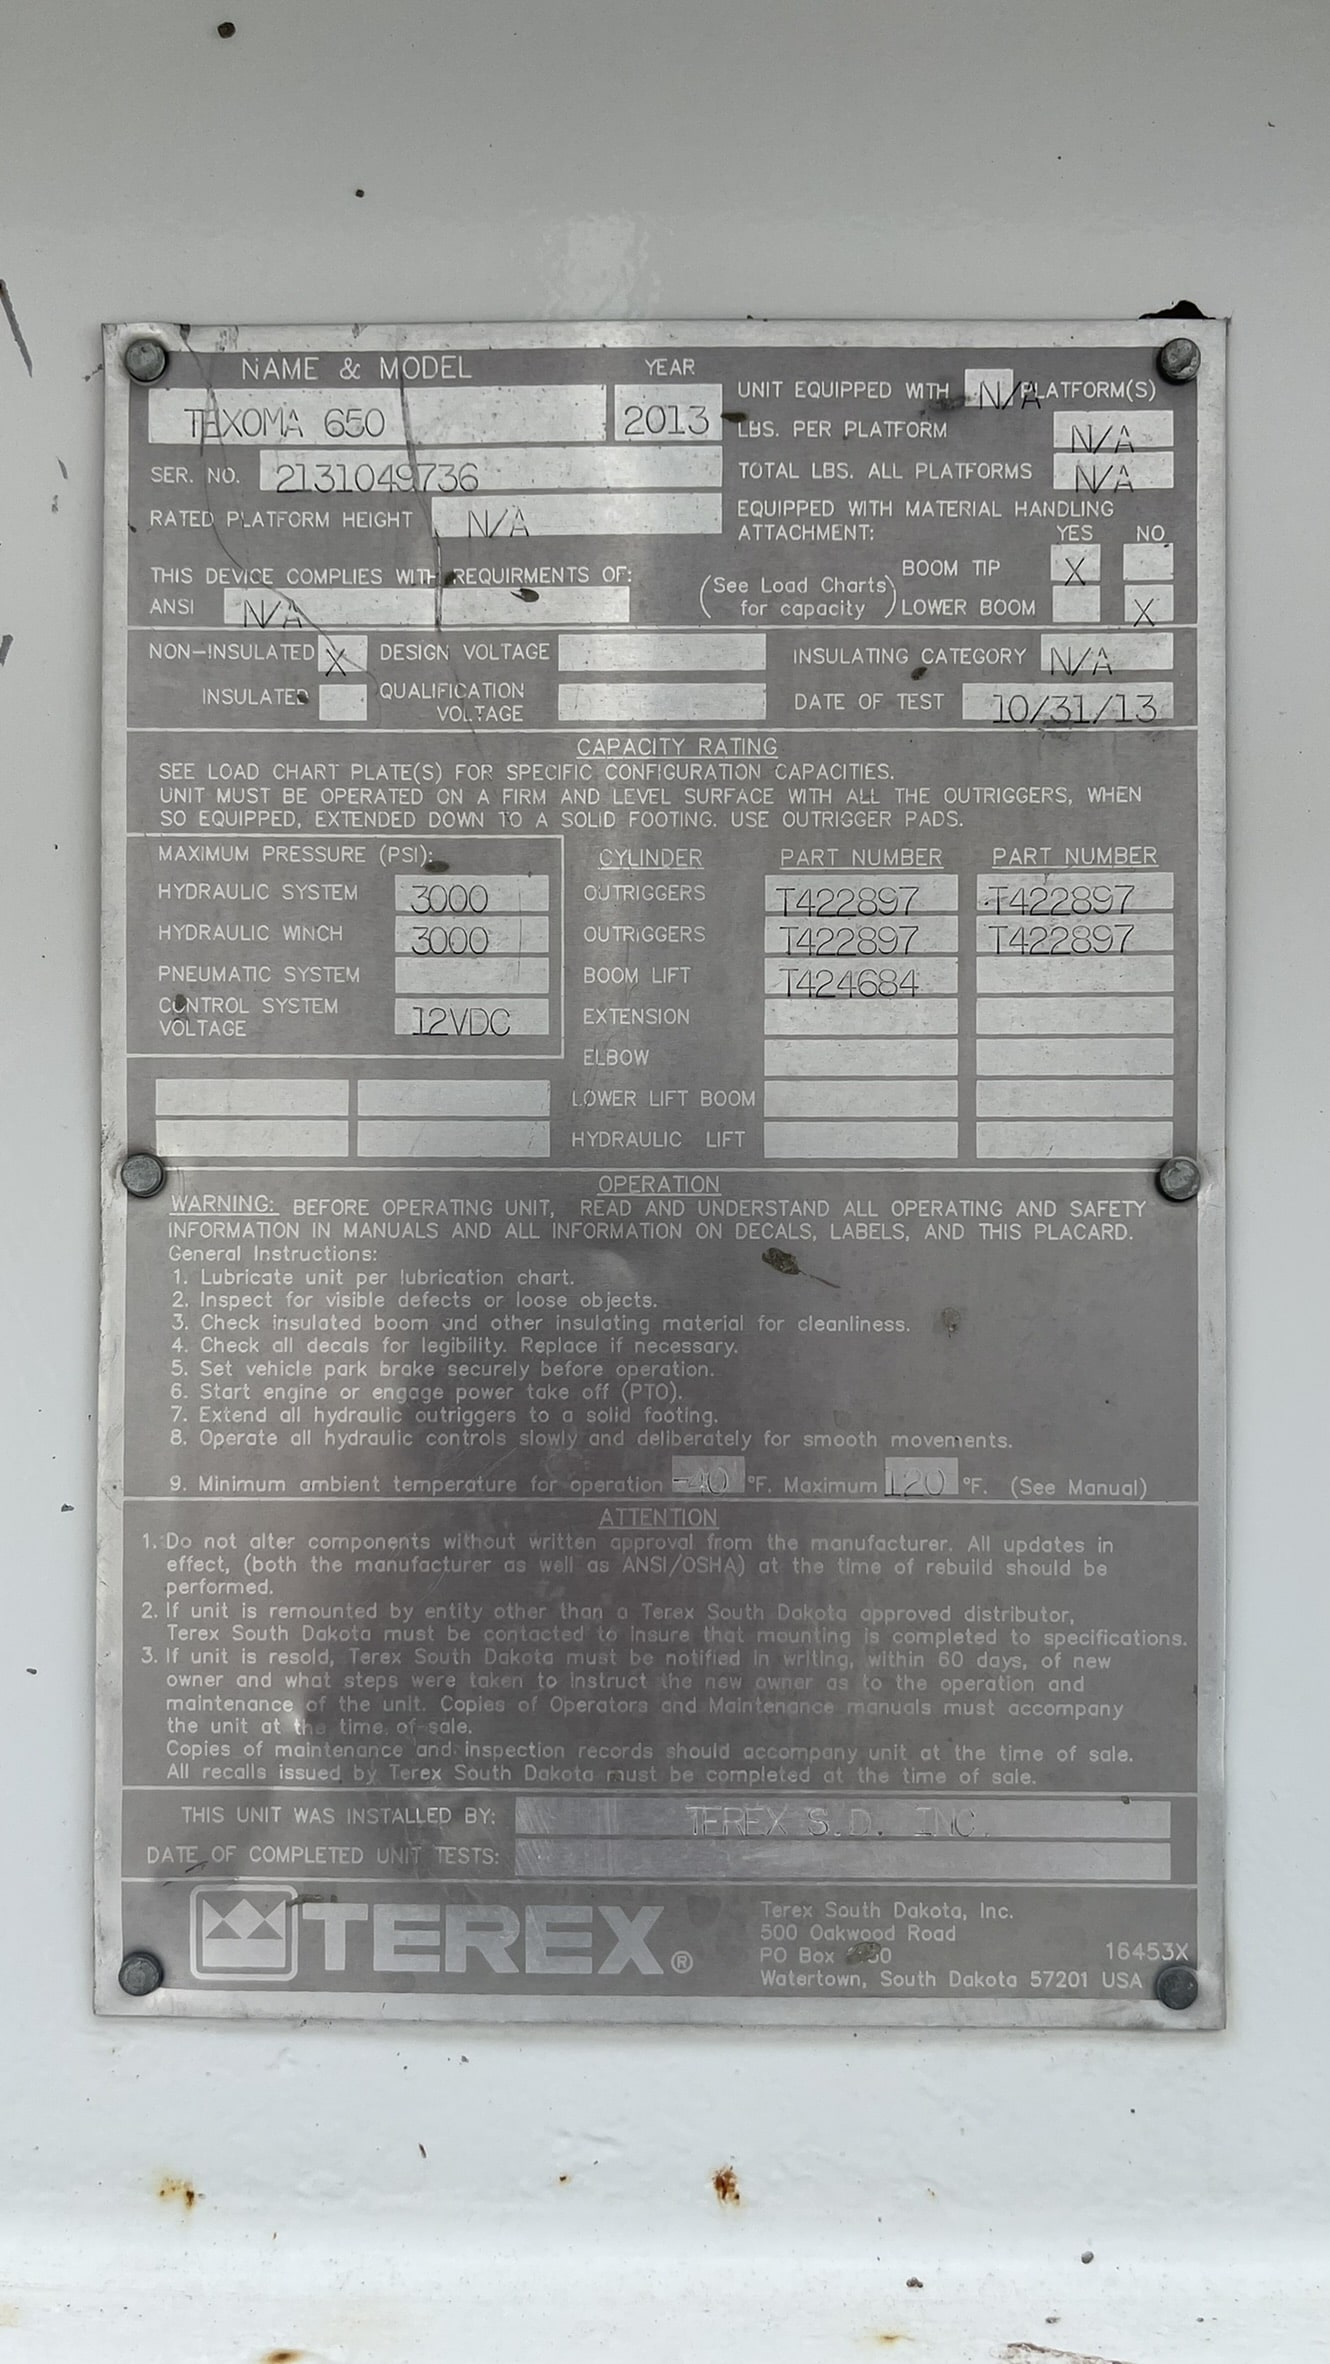 NAME & MODEL YEAR
TEXOMA 650 2013
UNIT EQUIPPED WITH N/A PLATFORM(S)
LBS. PER PLATFORM N/A
SER. NO. 2131049736
TOTAL LBS. ALL PLATFORMS N/A
RATED PLATFORM HEIGHT N/A
EQUIPPED WITH MATERIAL HANDLING
ATTACHMENT: YES NO
THIS DEVICE COMPLIES WITH REQUIRMENTS OF:
ANSI N/A
(See Load Charts for capacity)
BOOM TIP X
LOWER BOOM X
NON-INSULATED X DESIGN VOLTAGE INSULATING CATEGORY N/A
INSULATED QUALIFICATION VOLTAGE DATE OF TEST 10/31/13
CAPACITY RATING
SEE LOAD CHART PLATE(S) FOR SPECIFIC CONFIGURATION CAPACITIES.
UNIT MUST BE OPERATED ON A FIRM AND LEVEL SURFACE WITH ALL THE OUTRIGGERS, WHEN
SO EQUIPPED, EXTENDED DOWN TO A SOLID FOOTING. USE OUTRIGGER PADS.
MAXIMUM PRESSURE (PSI):
HYDRAULIC SYSTEM 3000
HYDRAULIC WINCH 3000
PNEUMATIC SYSTEM
CONTROL SYSTEM
VOLTAGE 12VDC
CYLINDER PART NUMBER PART NUMBER
OUTRIGGERS T422897 T422897
OUTRIGGERS T422897 T422897
BOOM LIFT T424684
EXTENSION
ELBOW
LOWER LIFT BOOM
HYDRAULIC LIFT
OPERATION
WARNING: BEFORE OPERATING UNIT, READ AND UNDERSTAND ALL OPERATING AND SAFETY
INFORMATION IN MANUALS AND ALL INFORMATION ON DECALS, LABELS, AND THIS PLACARD.
General Instructions:
1. Lubricate unit per lubrication chart.
2. Inspect for visible defects or loose objects.
3. Check insulated boom and other insulating material for cleanliness.
4. Check all decals for legibility. Replace if necessary.
5. Set vehicle park brake securely before operation.
6. Start engine or engage power take off (PTO).
7. Extend all hydraulic outriggers to a solid footing.
8. Operate all hydraulic controls slowly and deliberately for smooth movements.
9. Minimum ambient temperature for operation -40 °F. Maximum 120 °F. (See Manual)
ATTENTION
1. Do not alter components without written approval from the manufacturer. All updates in
effect, (both the manufacturer as well as ANSI/OSHA) at the time of rebuild should be
performed.
2. If unit is remounted by entity other than a Terex South Dakota approved distributor,
Terex South Dakota must be contacted to insure that mounting is completed to specifications.
3. If unit is resold, Terex South Dakota must be notified in writing, within 60 days, of new
owner and what steps were taken to instruct the new owner as to the operation and
maintenance of the unit. Copies of Operators and Maintenance manuals must accompany
the unit at the time of sale.
Copies of maintenance and inspection records should accompany unit at the time of sale.
All recalls issued by Terex South Dakota must be completed at the time of sale.
THIS UNIT WAS INSTALLED BY: TEREX S.D. INC.
DATE OF COMPLETED UNIT TESTS:
TEREX®
Terex South Dakota, Inc.
500 Oakwood Road
PO Box
Watertown, South Dakota 57201 USA
16453X